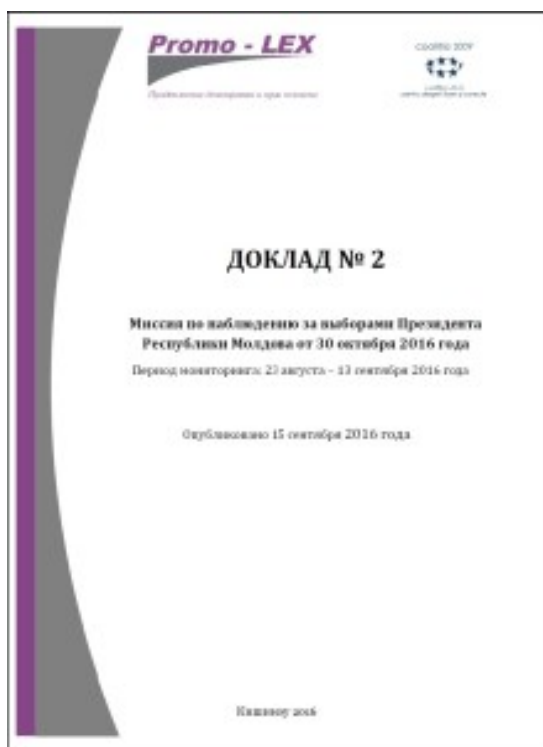 Promo - LEX
ДОКЛАД № 2
Миссия по наблюдению за выборами Президента
Республики Молдова от 30 октября 2016 года
Период мониторинга: 23 августа – 13 сентября 2016 года
Опубликовано 15 сентября 2016 года
Кишинэу 2016